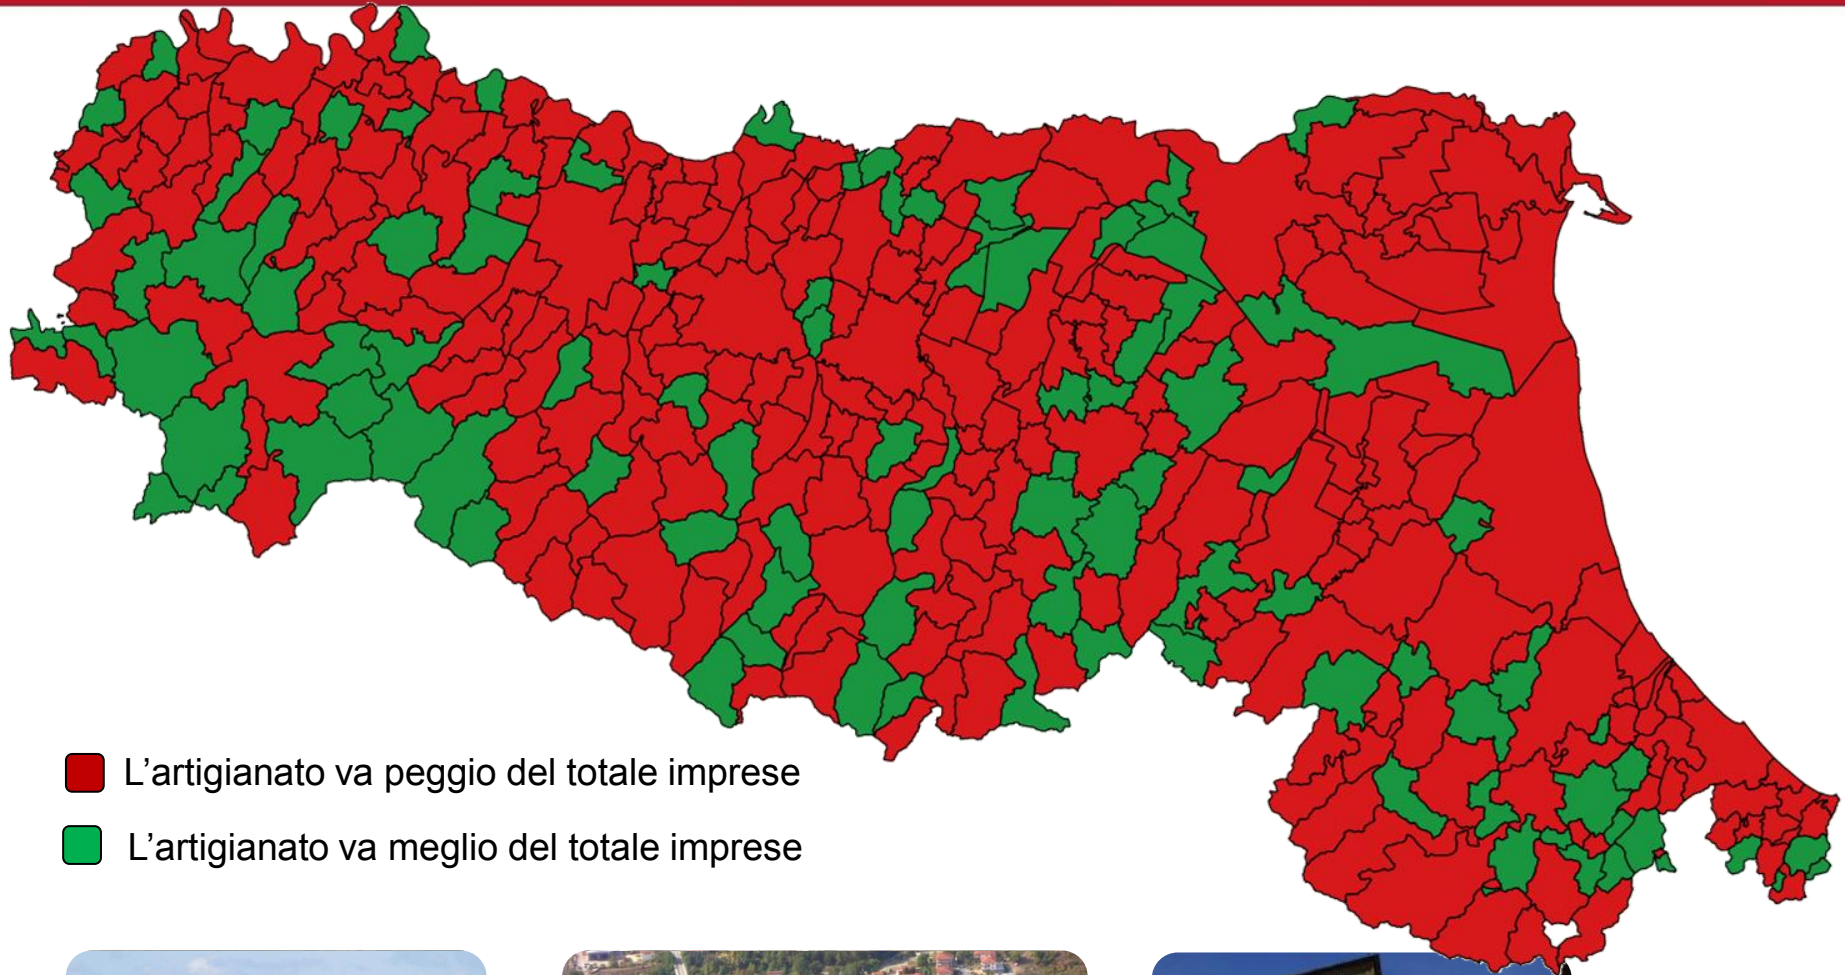 L'artigianato va peggio del totale imprese
L'artigianato va meglio del totale imprese